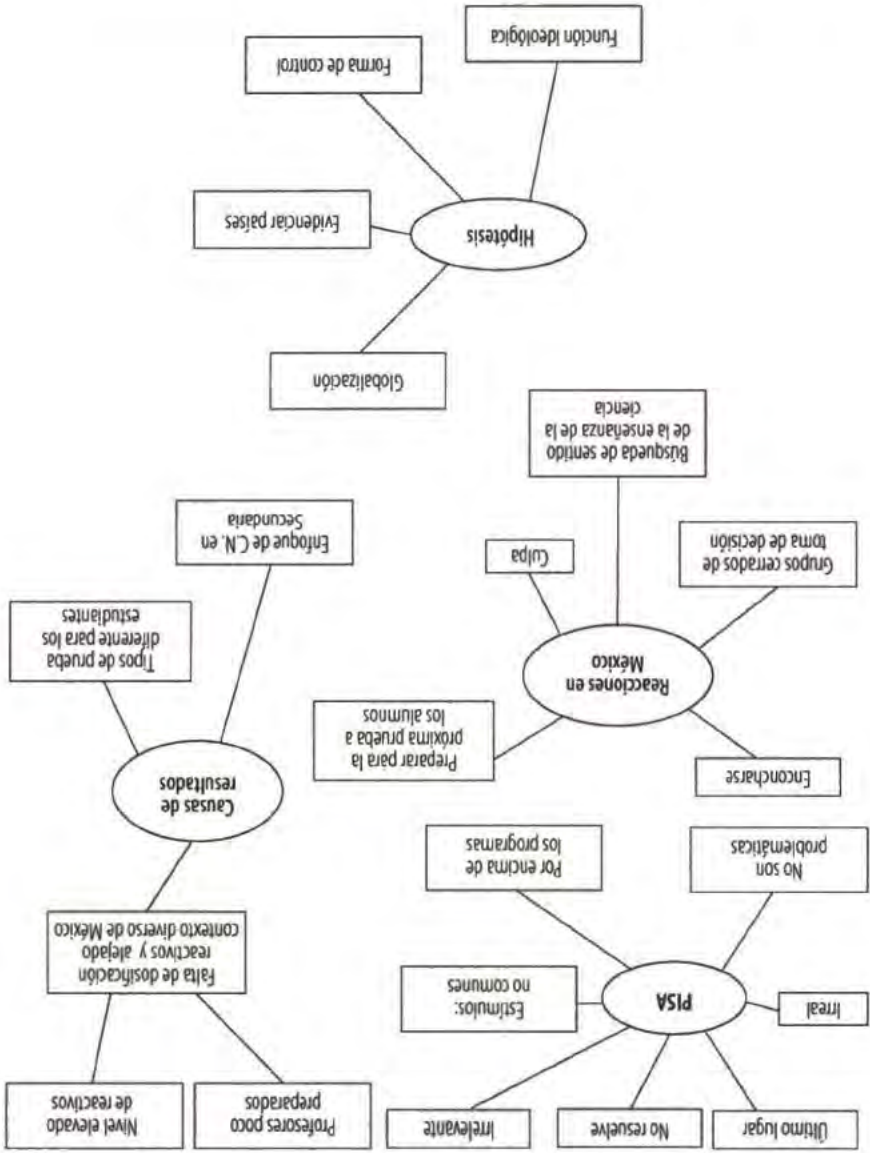 Función ideológica
Forma de control
Hipótesis
Evidenciar países
Globalización
Búsqueda de sentido
de la enseñanza de la
ciencia
Grupos cerrados de
toma de decisión
Culpa
Reacciones en
México
Preparar para la
próxima prueba a
los alumnos
Enconcharse
Enfoque de C.N. en
Secundaria
Tipos de prueba
diferente para los
estudiantes
Causas de
resultados
Falta de dosificación
reactivos y alejado
contexto diverso de México
Profesores poco
preparados
Nivel elevado
de reactivos
No son
problemáticas
Por encima de
los programas
PISA
Estímulos:
no comunes
Irreal
Último lugar
No resuelve
Irrelevante